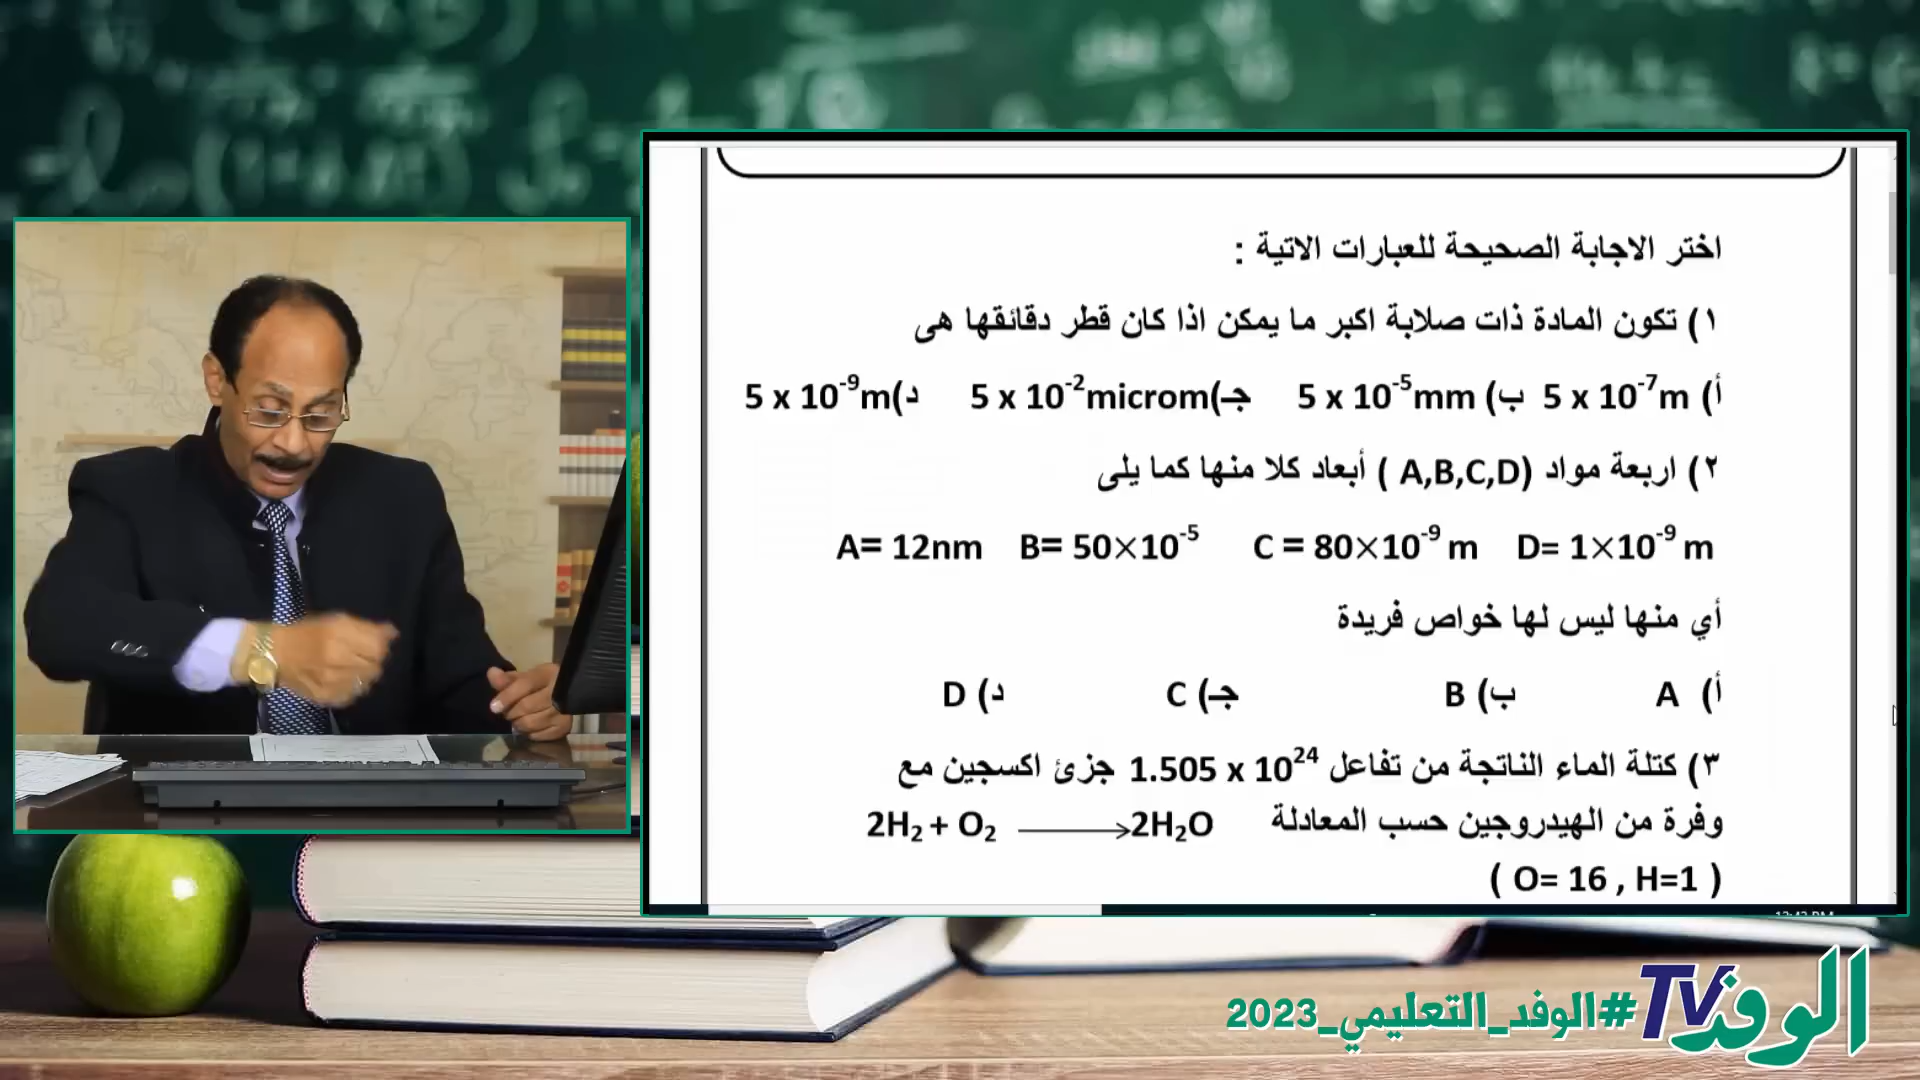 اختر الاجابة الصحيحة للعبارات الاتية :
١) تكون المادة ذات صلابة اكبر ما يمكن اذا كان قطر دقائقها هى
أ) 5 x 10⁻⁷m ب) 5 x 10⁻⁵mm جـ) 5 x 10⁻²microm د) 5 x 10⁻⁹m
٢) اربعة مواد (A,B,C,D ) أبعاد كلا منها كما يلى
A= 12nm B= 50×10⁻⁵ C = 80×10⁻⁹ m D= 1×10⁻⁹ m
أي منها ليس لها خواص فريدة
أ) A ب) B جـ) C د) D
٣) كتلة الماء الناتجة من تفاعل 1.505 x 10²⁴ جزئ اكسجين مع
وفرة من الهيدروجين حسب المعادلة 2H₂ + O₂ ⟶ 2H₂O
( O= 16 , H=1 )
#الوفد_التعليمي_2023
الوفد TV